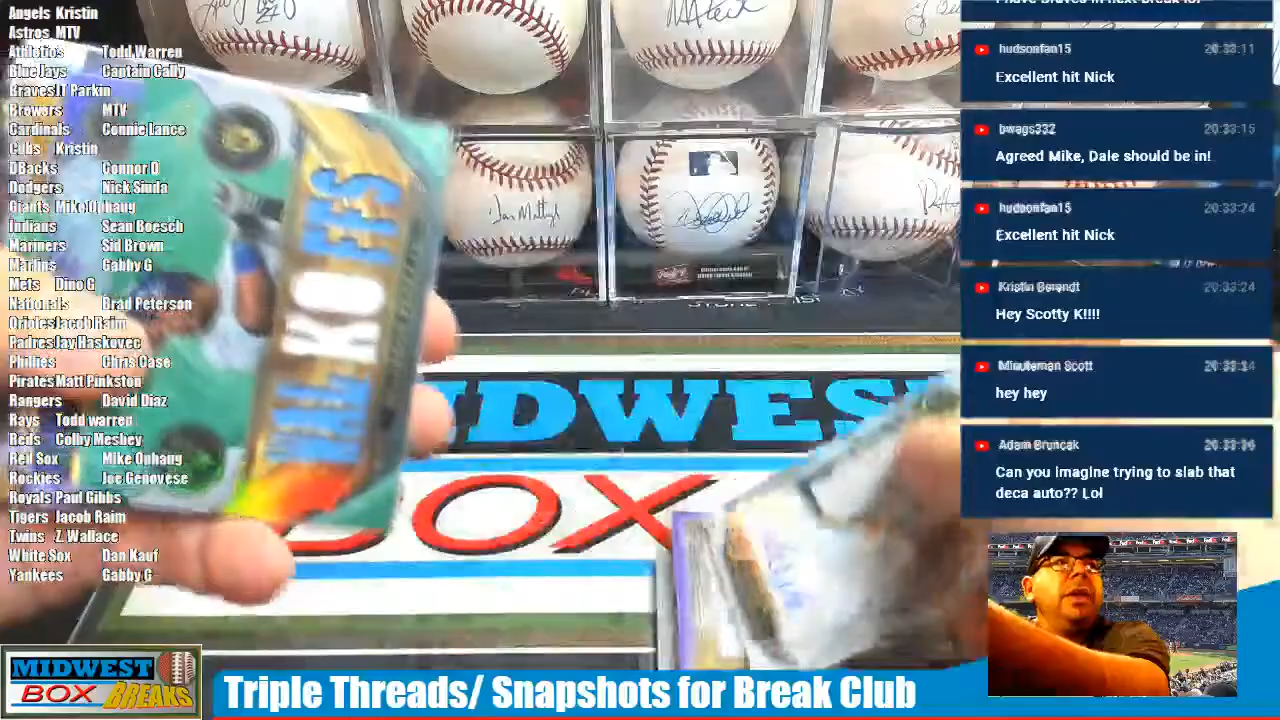 Angels Kristin
Astros MTV
Athletics Todd Warren
Blue Jays Captain Cally
Braves JT Parkin
Brewers MTV
Cardinals Connie Lance
Cubs Kristin
DBacks Connor D
Dodgers Nick Siuda
Giants Mike Uphaug
Indians Sean Boesch
Mariners Sid Brown
Marlins Gabby G
Mets Dino G
Nationals Brad Peterson
Orioles Jacob Raim
Padres Jay Haskovec
Phillies Chris Case
Pirates Matt Pinkston
Rangers David Diaz
Rays Todd warren
Reds Colby Meshey
Red Sox Mike Ouhaug
Rockies Joe Genovese
Royals Paul Gibbs
Tigers Jacob Raim
Twins Z. Wallace
White Sox Dan Kauf
Yankees Gabby G
MIDWES
BOX
hudsonfan15 20:33:11
Excellent hit Nick
bwags332 20:33:15
Agreed Mike, Dale should be in!
hudsonfan15 20:33:24
Excellent hit Nick
Kristin Berendt 20:33:24
Hey Scotty K!!!!
Minuteman Scott
hey hey
Adam Bruncak
Can you imagine trying to slab that
deca auto?? Lol
MIDWEST
BOX BREAKS
Triple Threads/ Snapshots for Break Club